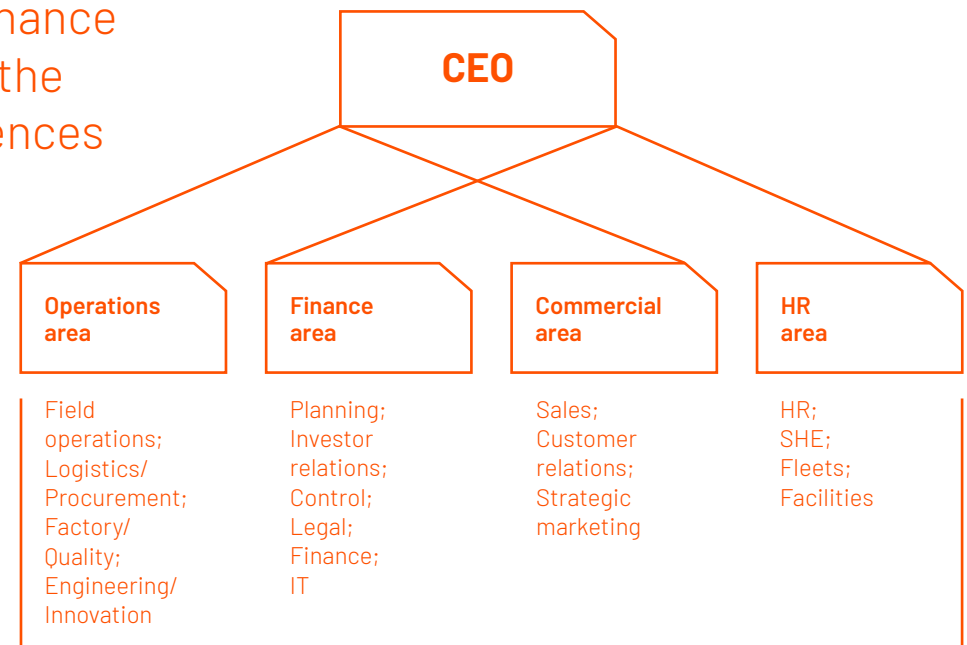 nance
the
ences
CEO
Operations
area
Field
operations;
Logistics/
Procurement;
Factory/
Quality;
Engineering/
Innovation
Finance
area
Planning;
Investor
relations;
Control;
Legal;
Finance;
IT
Commercial
area
Sales;
Customer
relations;
Strategic
marketing
HR
area
HR;
SHE;
Fleets;
Facilities